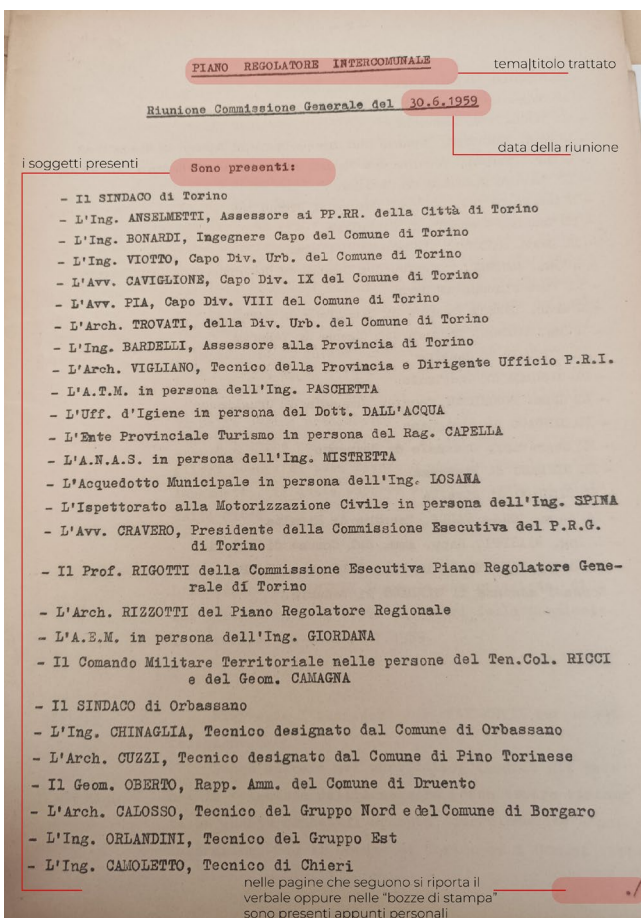 PIANO REGOLATORE INTERCOMUNALE
tema|titolo trattato
Riunione Commissione Generale del 30.6.1959
data della riunione
i soggetti presenti
Sono presenti:
- Il SINDACO di Torino
- L'Ing. ANSELMETTI, Assessore ai PP.RR. della Città di Torino
- L'Ing. BONARDI, Ingegnere Capo del Comune di Torino
- L'Ing. VIOTTO, Capo Div. Urb. del Comune di Torino
- L'Avv. CAVIGLIONE, Capo Div. IX del Comune di Torino
- L'Avv. PIA, Capo Div. VIII del Comune di Torino
- L'Arch. TROVATI, della Div. Urb. del Comune di Torino
- L'Ing. BARDELLI, Assessore alla Provincia di Torino
- L'Arch. VIGLIANO, Tecnico della Provincia e Dirigente Ufficio P.R.I.
- L'A.T.M. in persona dell'Ing. PASCHETTA
- L'Uff. d'Igiene in persona del Dott. DALL'ACQUA
- L'Ente Provinciale Turismo in persona del Rag. CAPELLA
- L'A.N.A.S. in persona dell'Ing. MISTRETTA
- L'Acquedotto Municipale in persona dell'Ing. LOSANA
- L'Ispettorato alla Motorizzazione Civile in persona dell'Ing. SPINA
- L'Avv. CRAVERO, Presidente della Commissione Esecutiva del P.R.G.
di Torino
- Il Prof. RIGOTTI della Commissione Esecutiva Piano Regolatore Gene-
rale di Torino
- L'Arch. RIZZOTTI del Piano Regolatore Regionale
- L'A.E.M. in persona dell'Ing. GIORDANA
- Il Comando Militare Territoriale nelle persone del Ten.Col. RICCI
e del Geom. CAMAGNA
- Il SINDACO di Orbassano
- L'Ing. CHINAGLIA, Tecnico designato dal Comune di Orbassano
- L'Arch. CUZZI, Tecnico designato dal Comune di Pino Torinese
- Il Geom. OBERTO, Rapp. Amm. del Comune di Druento
- L'Arch. CALOSSO, Tecnico del Gruppo Nord e del Comune di Borgaro
- L'Ing. ORLANDINI, Tecnico del Gruppo Est
- L'Ing. CAMOLETTO, Tecnico di Chieri
nelle pagine che seguono si riporta il
verbale oppure nelle "bozze di stampa"
sono presenti appunti personali
./